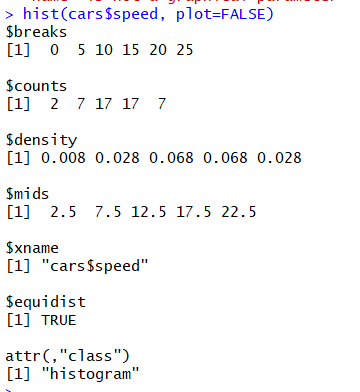 > hist(cars$speed, plot=FALSE)
$breaks
[1]  0  5 10 15 20 25

$counts
[1]  2  7 17 17  7

$density
[1] 0.008 0.028 0.068 0.068 0.028

$mids
[1]  2.5  7.5 12.5 17.5 22.5

$xname
[1] "cars$speed"

$equidist
[1] TRUE

attr(,"class")
[1] "histogram"
>